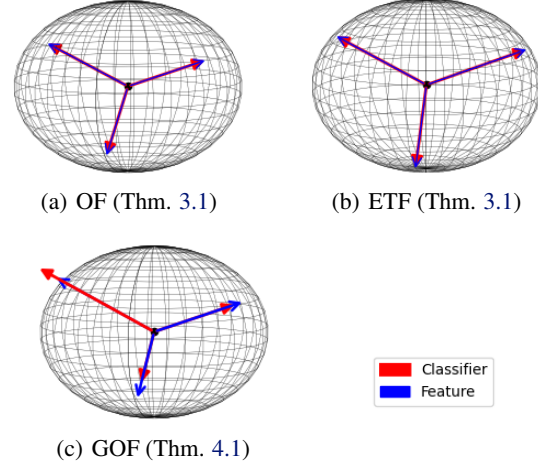 (a) OF (Thm. 3.1)
(b) ETF (Thm. 3.1)
Classifier
Feature
(c) GOF (Thm. 4.1)